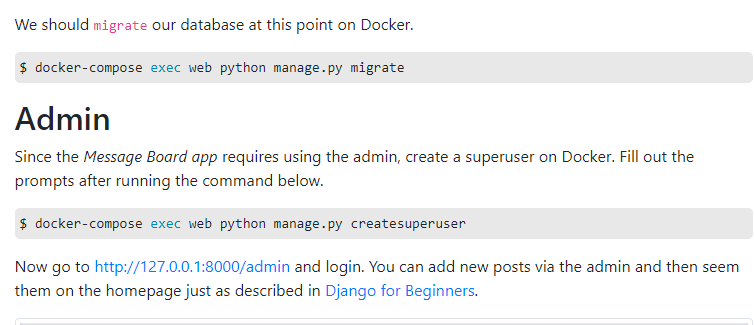 We should migrate our database at this point on Docker.
$ docker-compose exec web python manage.py migrate
Admin
Since the Message Board app requires using the admin, create a superuser on Docker. Fill out the
prompts after running the command below.
$ docker-compose exec web python manage.py createsuperuser
Now go to http://127.0.0.1:8000/admin and login. You can add new posts via the admin and then seem
them on the homepage just as described in Django for Beginners.